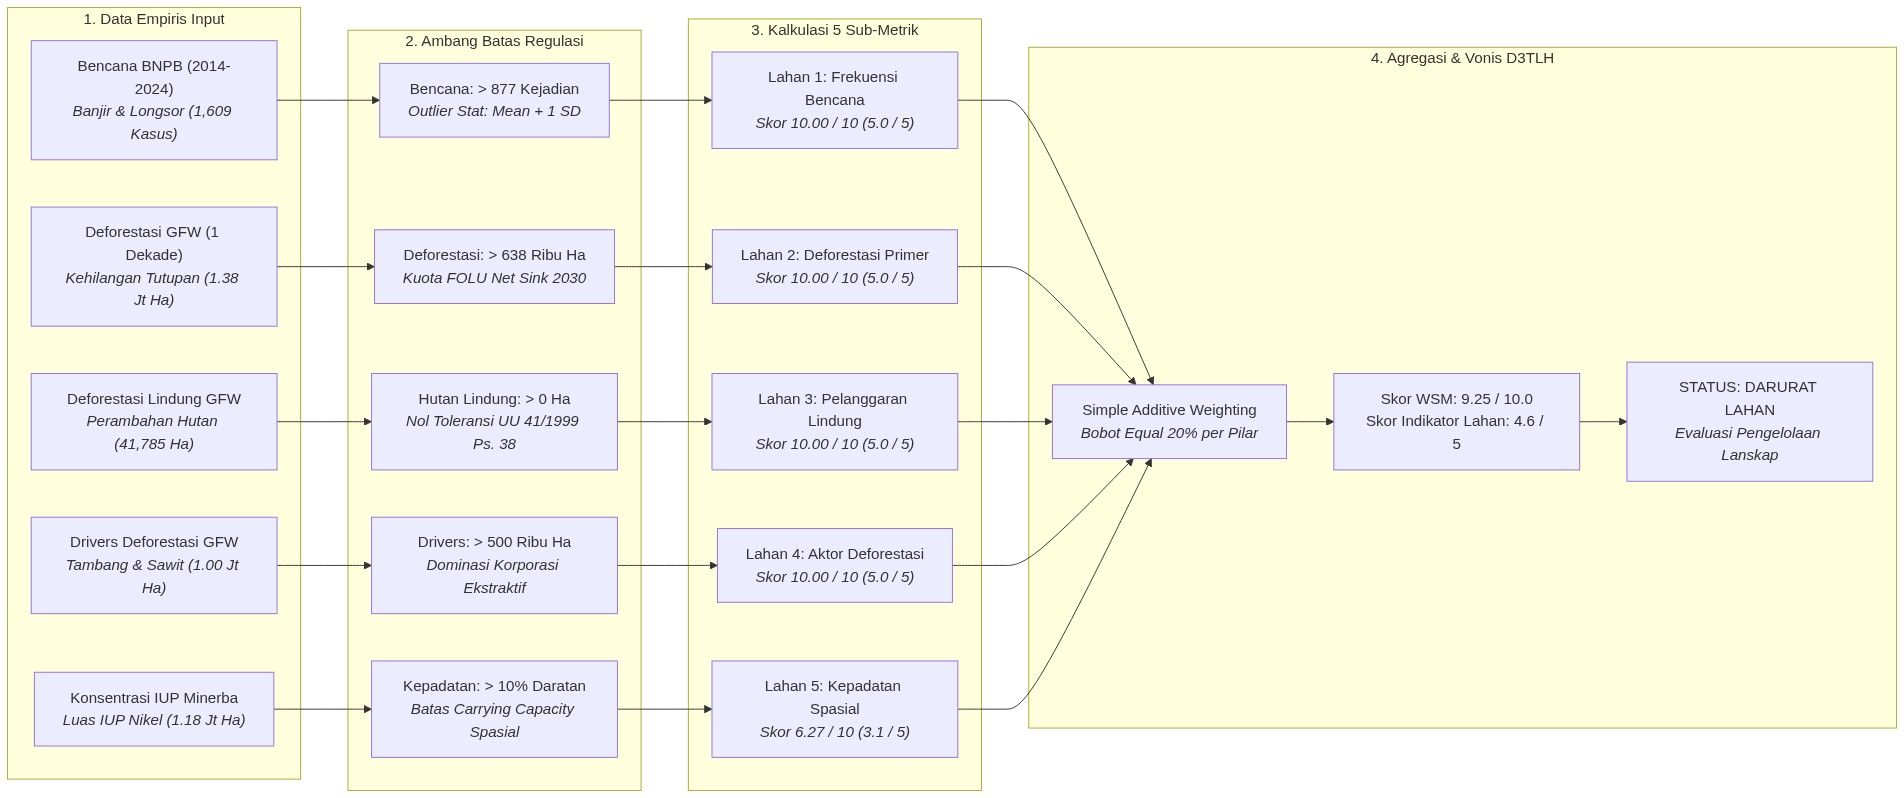 1. Data Empiris Input
Bencana BNPB (2014-
2024)
Banjir & Longsor (1,609
Kasus)
Deforestasi GFW (1
Dekade)
Kehilangan Tutupan (1.38
Jt Ha)
Deforestasi Lindung GFW
Perambahan Hutan
(41,785 Ha)
Drivers Deforestasi GFW
Tambang & Sawit (1.00 Jt
Ha)
Konsentrasi IUP Minerba
Luas IUP Nikel (1.18 Jt Ha)
2. Ambang Batas Regulasi
Bencana: > 877 Kejadian
Outlier Stat: Mean + 1 SD
Deforestasi: > 638 Ribu Ha
Kuota FOLU Net Sink 2030
Hutan Lindung: > 0 Ha
Nol Toleransi UU 41/1999
Ps. 38
Drivers: > 500 Ribu Ha
Dominasi Korporasi
Ekstraktif
Kepadatan: > 10% Daratan
Batas Carrying Capacity
Spasial
3. Kalkulasi 5 Sub-Metrik
Lahan 1: Frekuensi
Bencana
Skor 10.00 / 10 (5.0 / 5)
Lahan 2: Deforestasi Primer
Skor 10.00 / 10 (5.0 / 5)
Lahan 3: Pelanggaran
Lindung
Skor 10.00 / 10 (5.0 / 5)
Lahan 4: Aktor Deforestasi
Skor 10.00 / 10 (5.0 / 5)
Lahan 5: Kepadatan
Spasial
Skor 6.27 / 10 (3.1 / 5)
4. Agregasi & Vonis D3TLH
Simple Additive Weighting
Bobot Equal 20% per Pilar
Skor WSM: 9.25 / 10.0
Skor Indikator Lahan: 4.6 /
5
STATUS: DARURAT
LAHAN
Evaluasi Pengelolaan
Lanskap